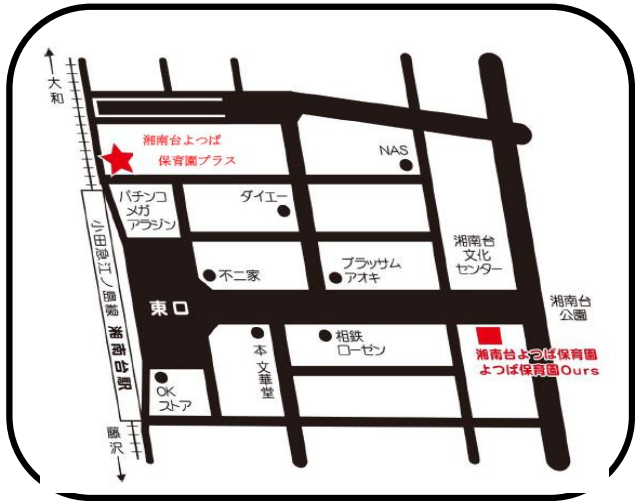 大和
湘南台よつば
保育園プラス
NAS
パチンコ
メガ
アラジン
ダイエー
湘南台
文化
センター
小田急江ノ島線 湘南台駅
不二家
ブラッサム
アオキ
東口
湘南台
公園
本 文華堂
相鉄
ローゼン
湘南台よつば保育園
よつば保育園Ours
OK
ストア
藤沢